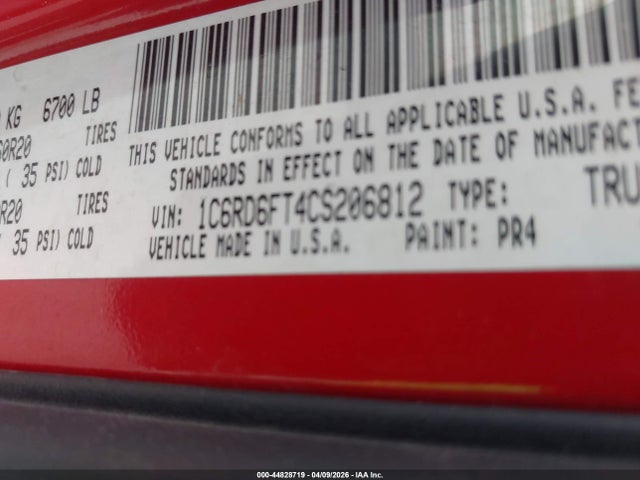 KG 6700 LB
TIRES
35 PSI) COLD
R20 TIRES
35 PSI) COLD
THIS VEHICLE CONFORMS TO ALL APPLICABLE U.S.A. FE
STANDARDS IN EFFECT ON THE DATE OF MANUFACT
VIN: 1C6RD6FT4CS206812 TYPE: TRU
VEHICLE MADE IN U.S.A. PAINT: PR4
000-44828719 - 04/09/2026 - IAA Inc.